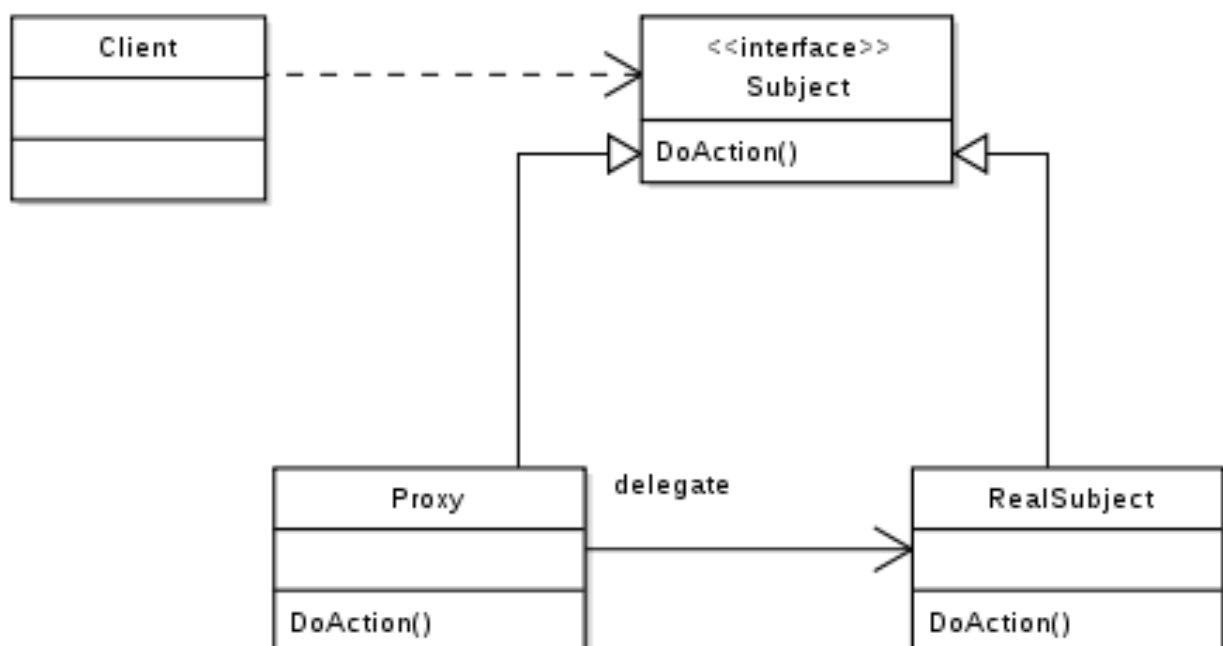 Client
<<interface>>
Subject
DoAction()
Proxy
delegate
RealSubject
DoAction()
DoAction()